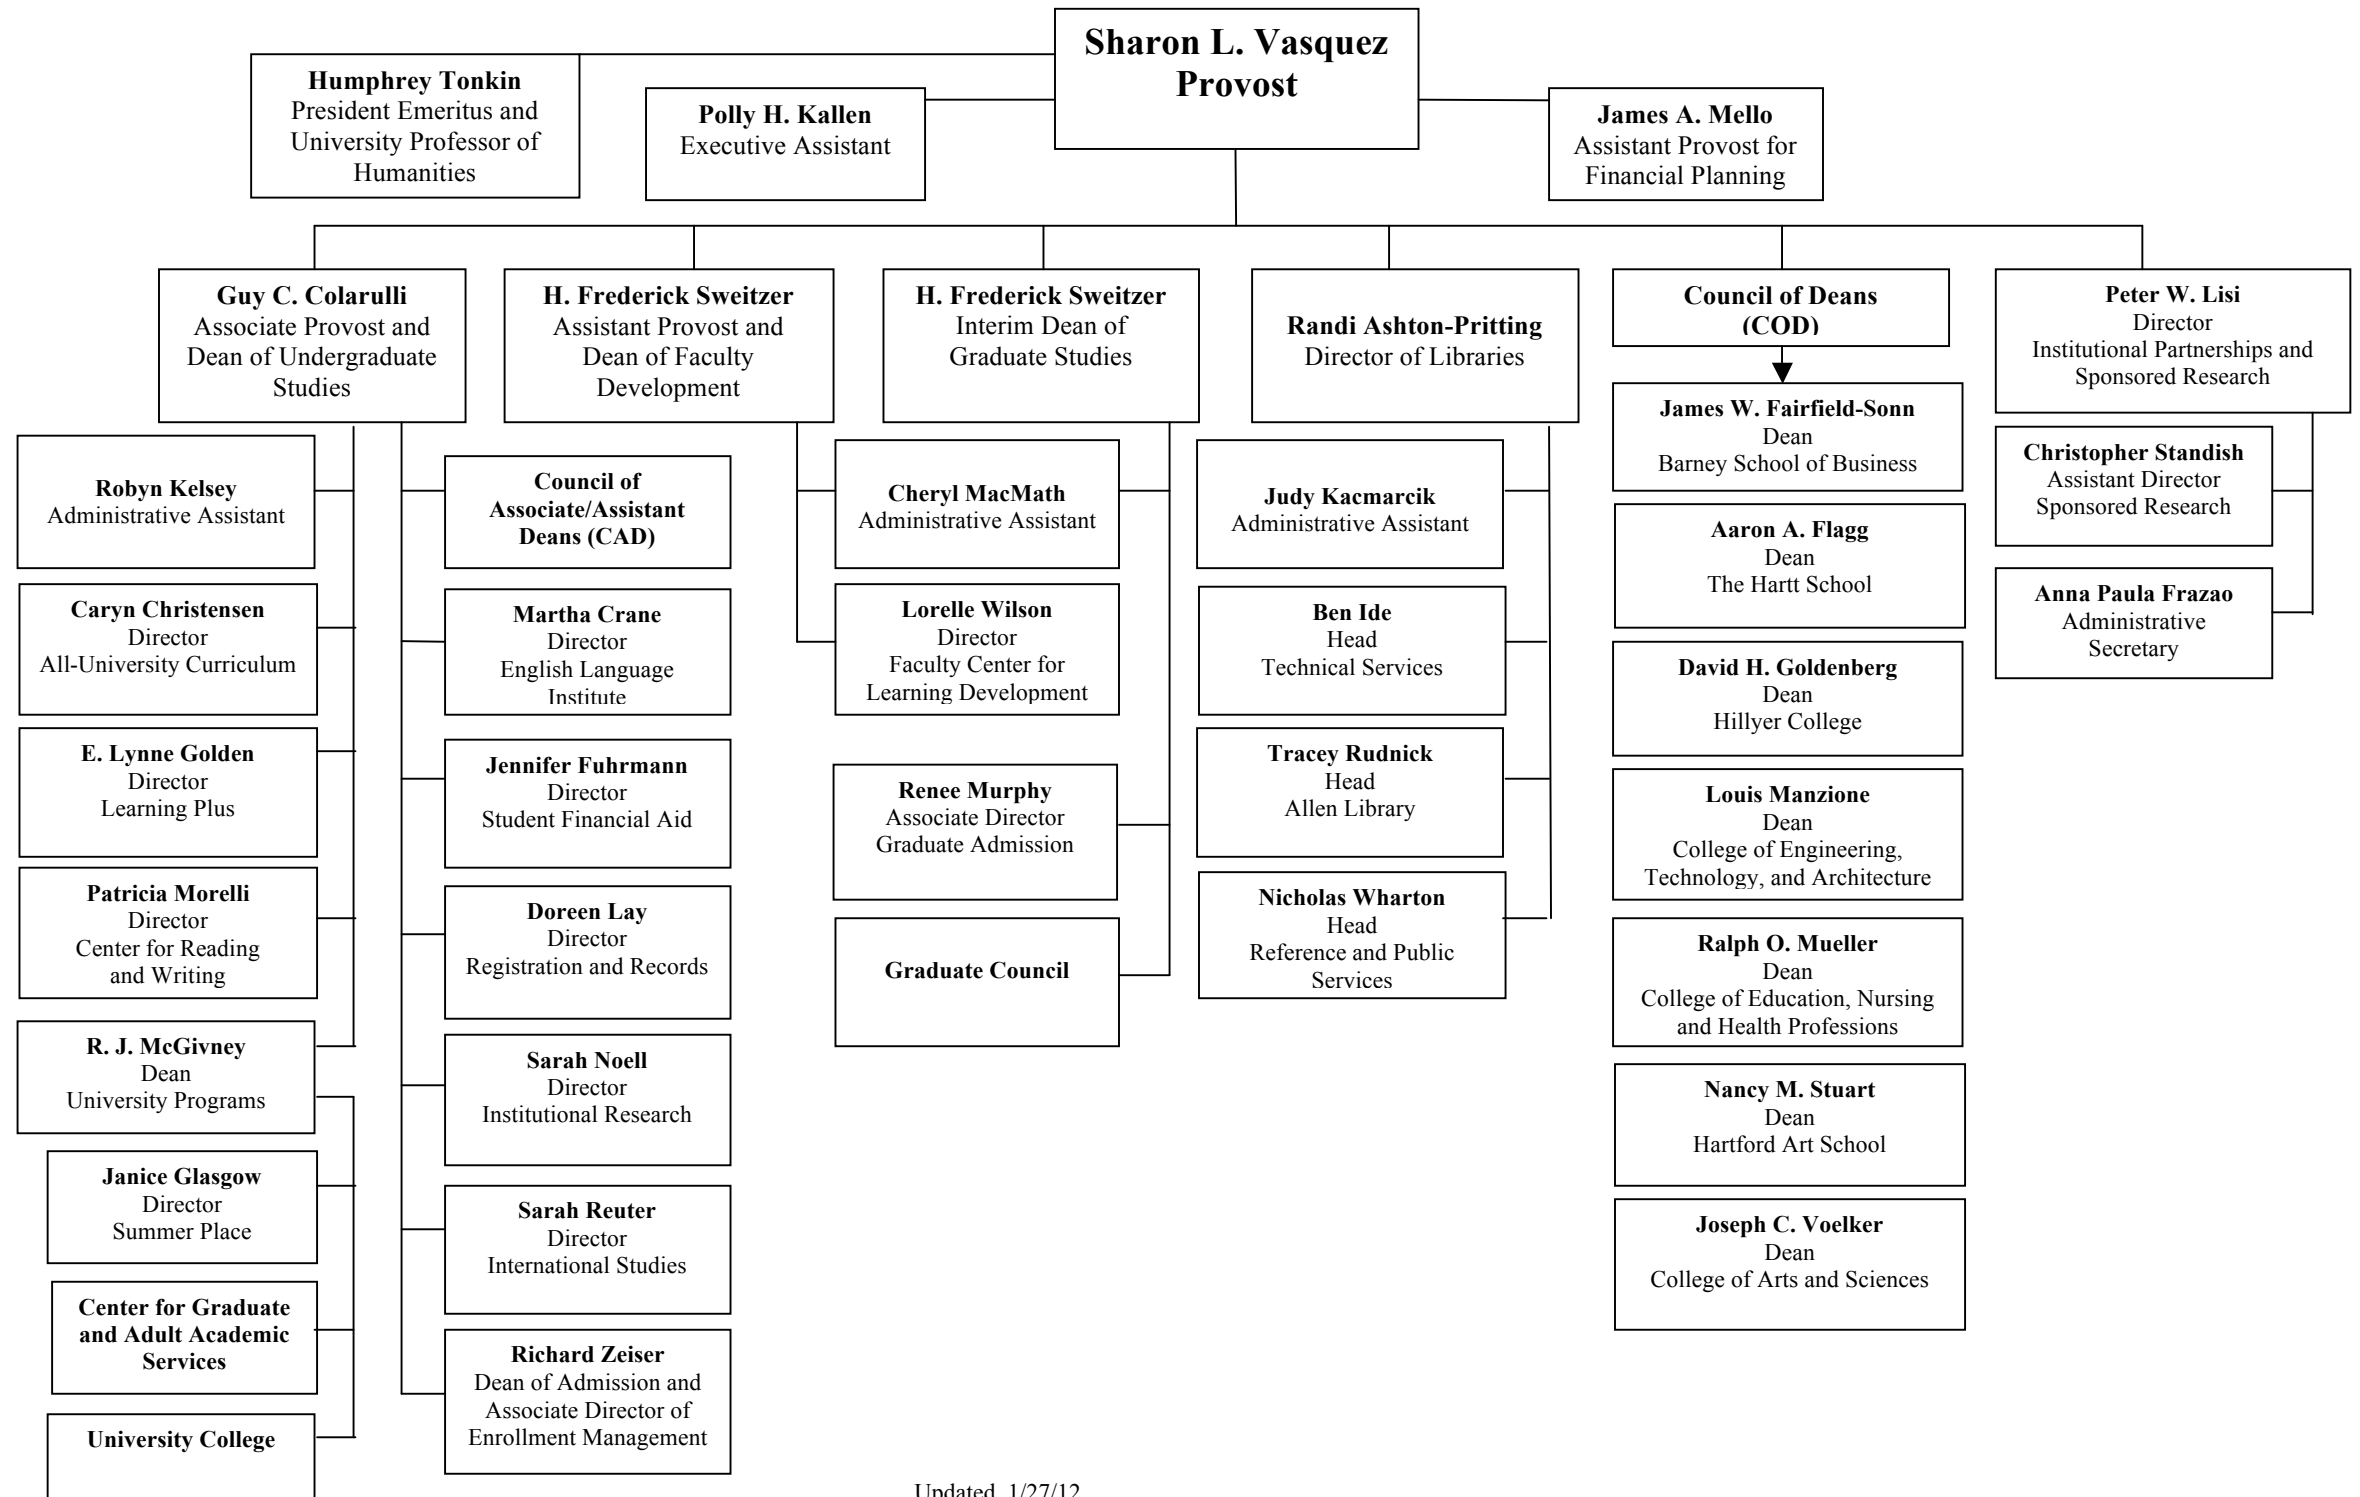 Sharon L. Vasquez
Provost
Humphrey Tonkin
President Emeritus and
University Professor of
Humanities
Polly H. Kallen
Executive Assistant
James A. Mello
Assistant Provost for
Financial Planning
Guy C. Colarulli
Associate Provost and
Dean of Undergraduate
Studies
H. Frederick Sweitzer
Assistant Provost and
Dean of Faculty
Development
H. Frederick Sweitzer
Interim Dean of
Graduate Studies
Randi Ashton-Pritting
Director of Libraries
Council of Deans
(COD)
Peter W. Lisi
Director
Institutional Partnerships and
Sponsored Research
Robyn Kelsey
Administrative Assistant
Caryn Christensen
Director
All-University Curriculum
E. Lynne Golden
Director
Learning Plus
Patricia Morelli
Director
Center for Reading
and Writing
R. J. McGivney
Dean
University Programs
Janice Glasgow
Director
Summer Place
Center for Graduate
and Adult Academic
Services
University College
Council of
Associate/Assistant
Deans (CAD)
Martha Crane
Director
English Language
Institute
Jennifer Fuhrmann
Director
Student Financial Aid
Doreen Lay
Director
Registration and Records
Sarah Noell
Director
Institutional Research
Sarah Reuter
Director
International Studies
Richard Zeiser
Dean of Admission and
Associate Director of
Enrollment Management
Cheryl MacMath
Administrative Assistant
Lorelle Wilson
Director
Faculty Center for
Learning Development
Renee Murphy
Associate Director
Graduate Admission
Graduate Council
Judy Kacmarcik
Administrative Assistant
Ben Ide
Head
Technical Services
Tracey Rudnick
Head
Allen Library
Nicholas Wharton
Head
Reference and Public
Services
James W. Fairfield-Sonn
Dean
Barney School of Business
Aaron A. Flagg
Dean
The Hartt School
David H. Goldenberg
Dean
Hillyer College
Louis Manzione
Dean
College of Engineering,
Technology, and Architecture
Ralph O. Mueller
Dean
College of Education, Nursing
and Health Professions
Nancy M. Stuart
Dean
Hartford Art School
Joseph C. Voelker
Dean
College of Arts and Sciences
Christopher Standish
Assistant Director
Sponsored Research
Anna Paula Frazao
Administrative
Secretary
Updated 1/27/12